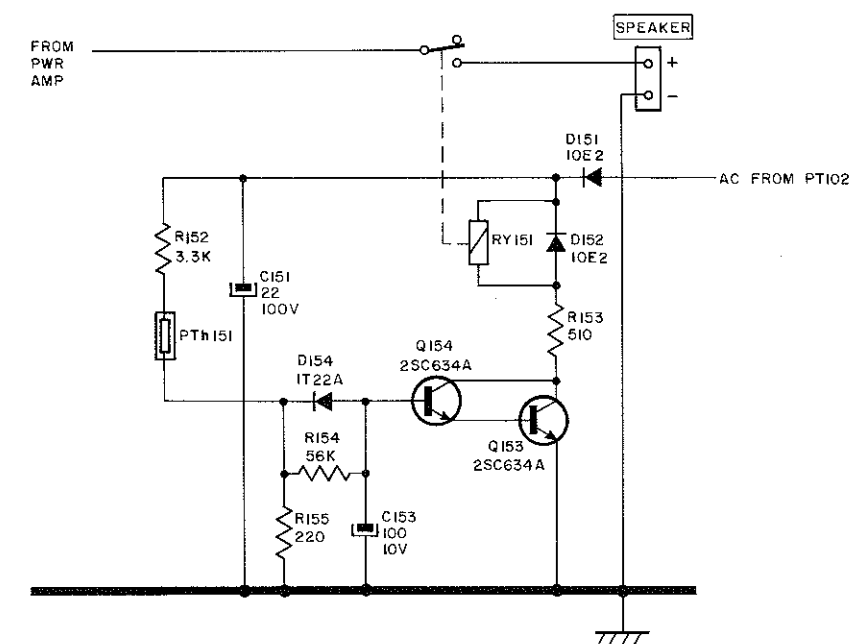 SPEAKER
FROM
PWR
AMP
+
−
D151
10E2
AC FROM PT102
R152
3.3K
C151
22
100V
RY151
D152
10E2
PTh151
R153
510
Q154
2SC634A
D154
1T22A
R154
56K
Q153
2SC634A
R155
220
C153
100
10V